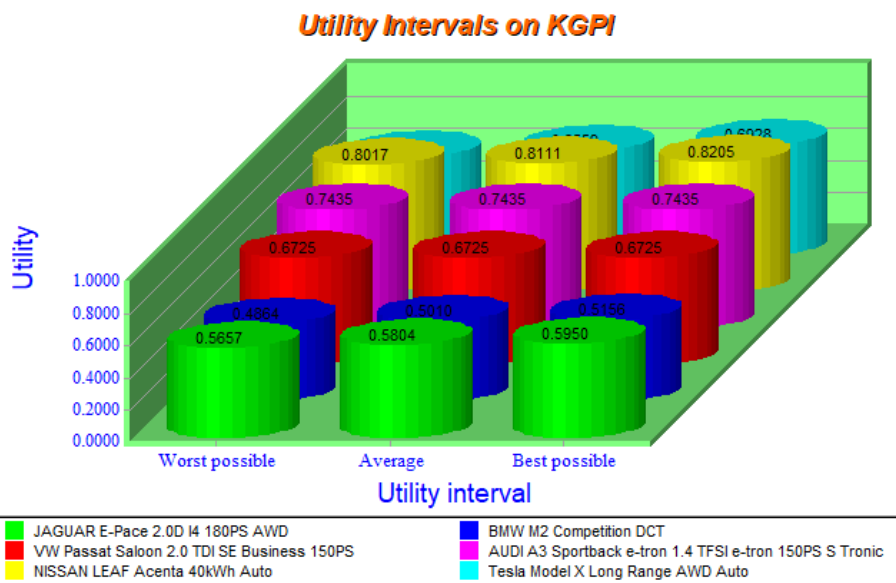 Utility Intervals on KGPI
0.6928
0.8017 0.8111 0.8205
0.7435 0.7435 0.7435
0.6725 0.6725 0.6725
0.4864 0.5010 0.5156
0.5657 0.5804 0.5950
Utility
1.0000
0.8000
0.6000
0.4000
0.2000
0.0000
Worst possible Average Best possible
Utility interval
JAGUAR E-Pace 2.0D I4 180PS AWD
BMW M2 Competition DCT
VW Passat Saloon 2.0 TDI SE Business 150PS
AUDI A3 Sportback e-tron 1.4 TFSI e-tron 150PS S Tronic
NISSAN LEAF Acenta 40kWh Auto
Tesla Model X Long Range AWD Auto